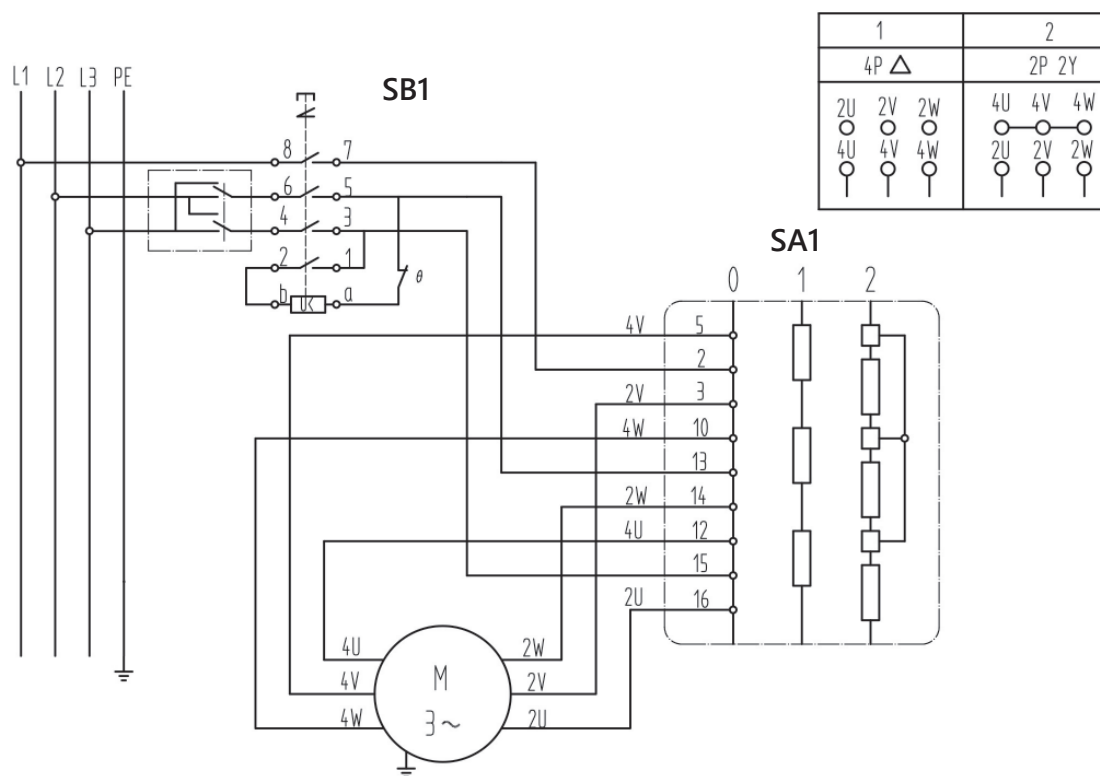 1 2
4P △ 2P 2Y
2U 2V 2W 4U 4V 4W
4U 4V 4W 2U 2V 2W
L1 L2 L3 PE
SB1
8 7
6 5
4 3
2 1
θ
b U< a
SA1
0 1 2
4V 5
2
2V 3
4W 10
13
2W 14
4U 12
15
2U 16
4U 2W
4V M 2V
4W 3~ 2U